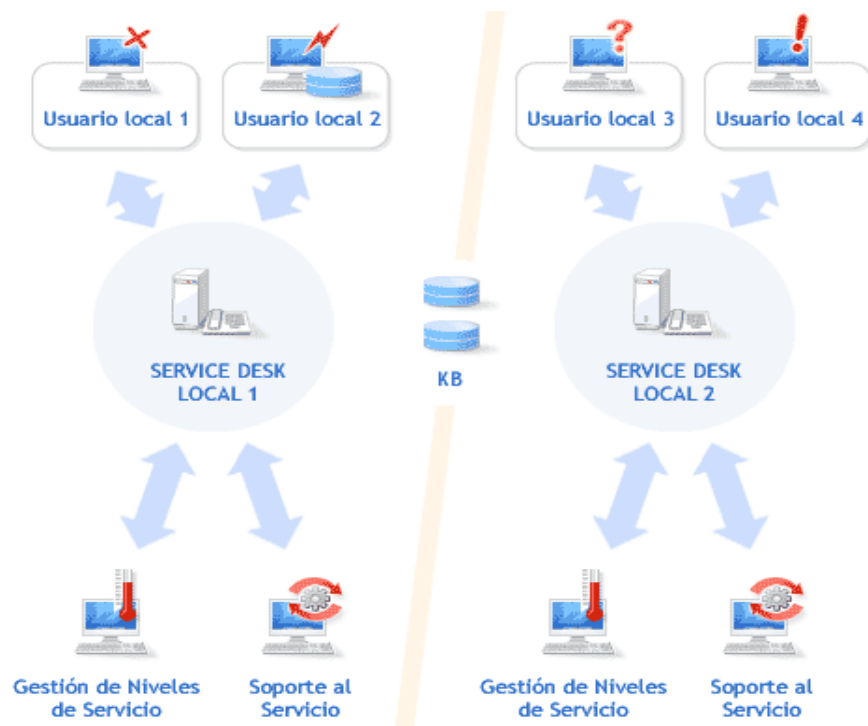 Usuario local 1
Usuario local 2
Usuario local 3
Usuario local 4
SERVICE DESK
LOCAL 1
KB
SERVICE DESK
LOCAL 2
Gestión de Niveles
de Servicio
Soporte al
Servicio
Gestión de Niveles
de Servicio
Soporte al
Servicio